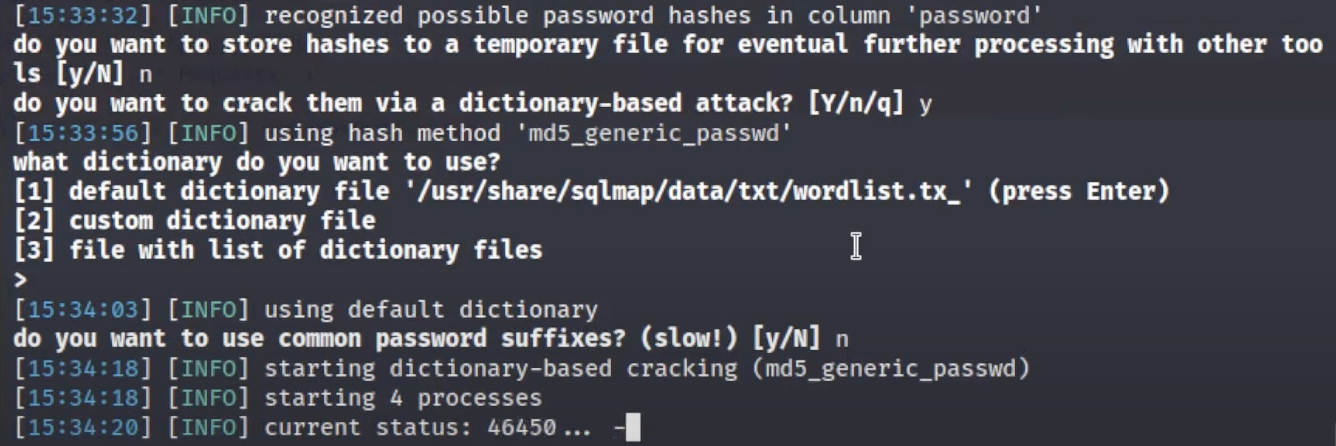 [15:33:32] [INFO] recognized possible password hashes in column 'password'
do you want to store hashes to a temporary file for eventual further processing with other too
ls [y/N] n
do you want to crack them via a dictionary-based attack? [Y/n/q] y
[15:33:56] [INFO] using hash method 'md5_generic_passwd'
what dictionary do you want to use?
[1] default dictionary file '/usr/share/sqlmap/data/txt/wordlist.tx_' (press Enter)
[2] custom dictionary file
[3] file with list of dictionary files
>
[15:34:03] [INFO] using default dictionary
do you want to use common password suffixes? (slow!) [y/N] n
[15:34:18] [INFO] starting dictionary-based cracking (md5_generic_passwd)
[15:34:18] [INFO] starting 4 processes
[15:34:20] [INFO] current status: 46450... -